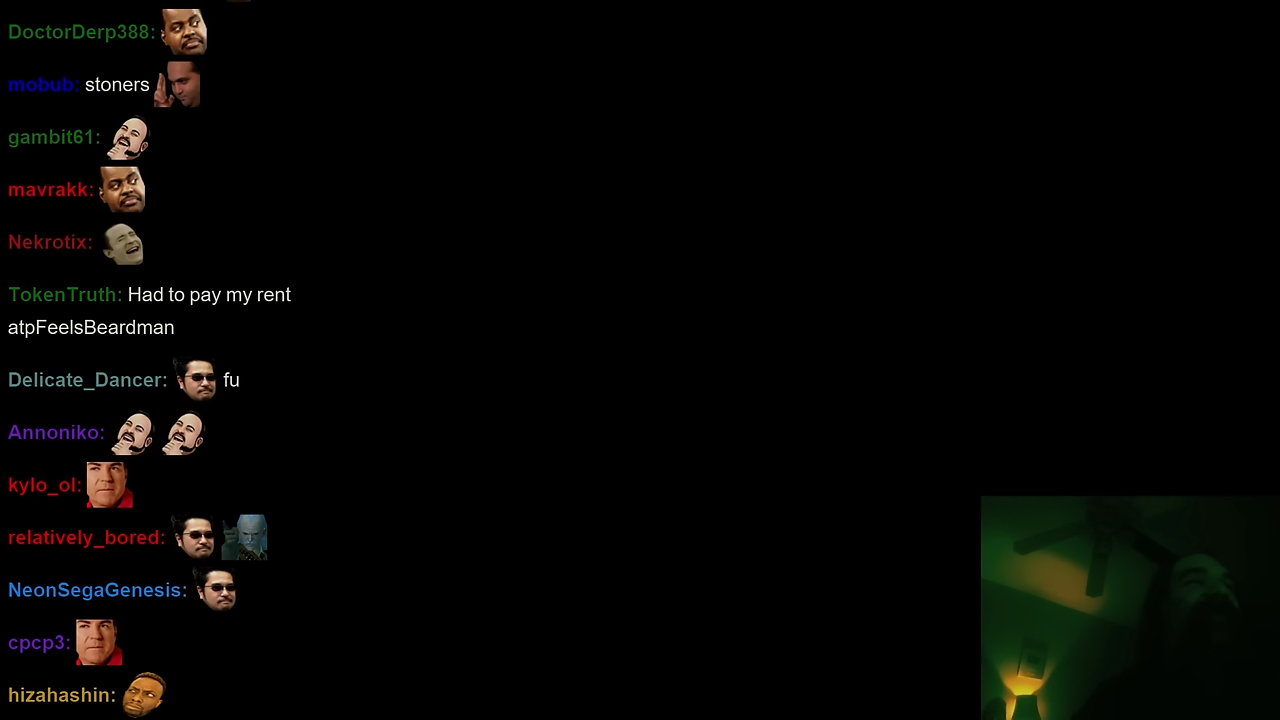 DoctorDerp388:
mobub: stoners
gambit61:
mavrakk:
Nekrotix:
TokenTruth: Had to pay my rent
atpFeelsBeardman
Delicate_Dancer: fu
Annoniko:
kylo_ol:
relatively_bored:
NeonSegaGenesis:
cpcp3:
hizahashin: